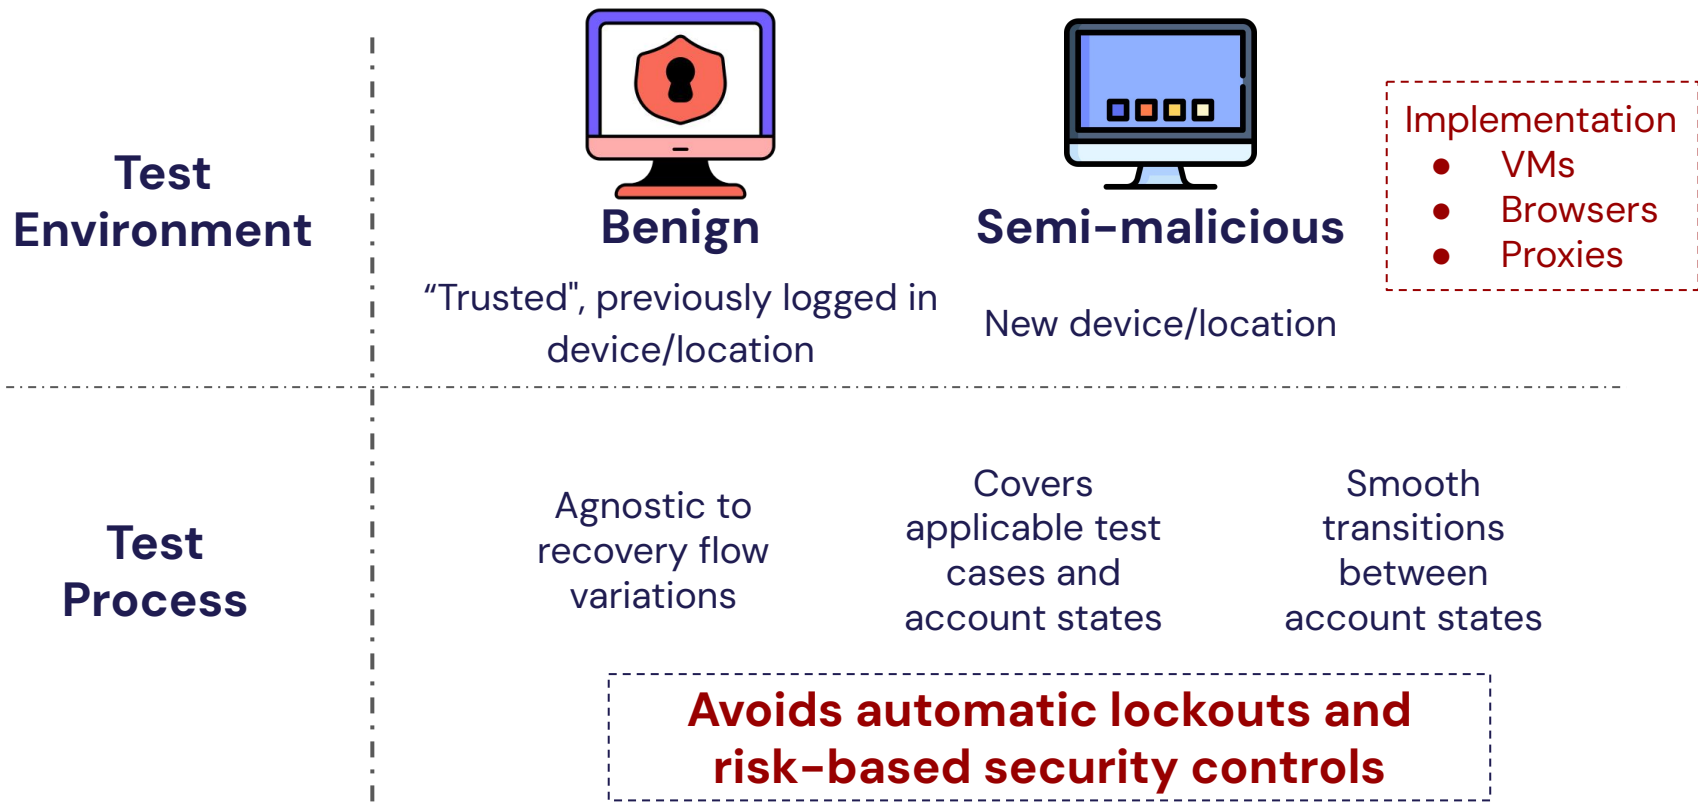 Test
Environment
Benign
“Trusted", previously logged in
device/location
Semi-malicious
New device/location
Implementation
● VMs
● Browsers
● Proxies
Test
Process
Agnostic to
recovery flow
variations
Covers
applicable test
cases and
account states
Smooth
transitions
between
account states
Avoids automatic lockouts and
risk-based security controls